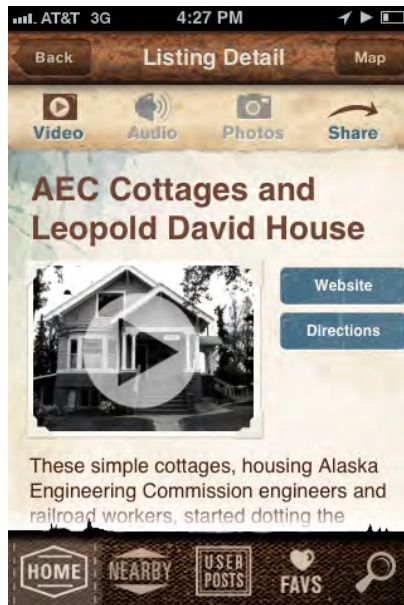 AT&T 3G 4:27 PM
Back Listing Detail Map
Video Audio Photos Share
AEC Cottages and
Leopold David House
Website
Directions
These simple cottages, housing Alaska
Engineering Commission engineers and
railroad workers, started dotting the
HOME NEARBY USER POSTS FAVS